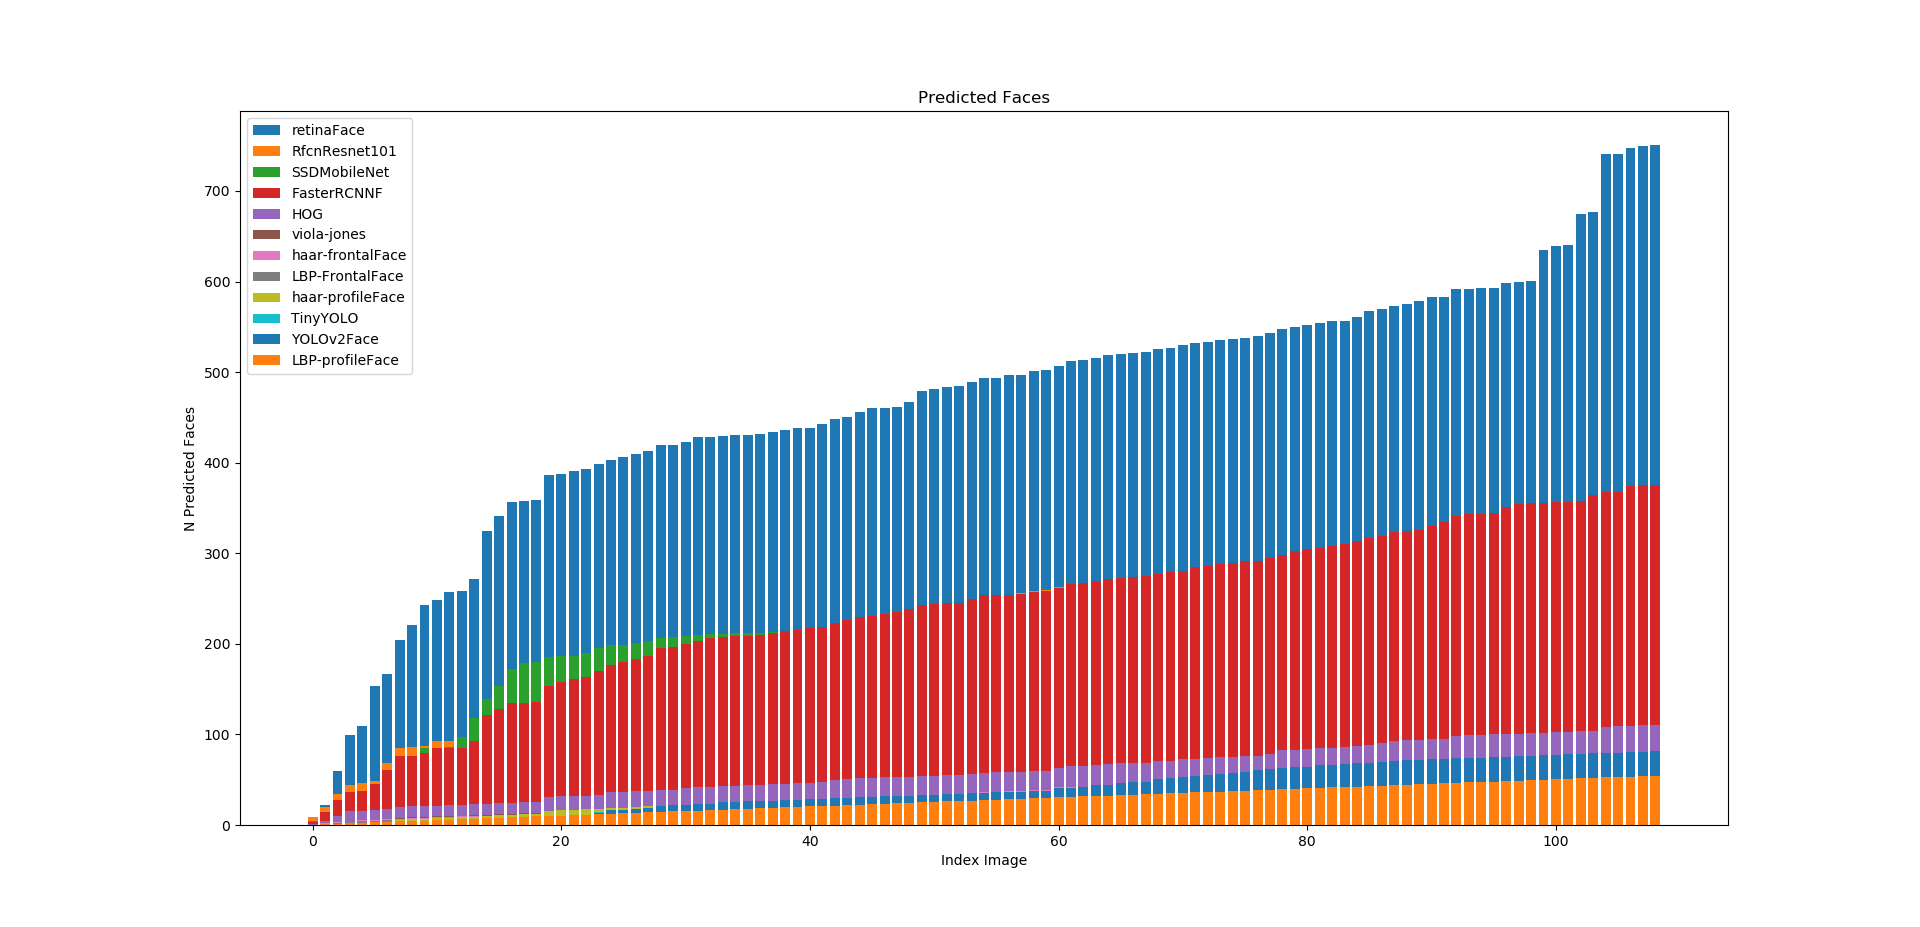 Predicted Faces
retinaFace
RfcnResnet101
SSDMobileNet
FasterRCNNF
HOG
viola-jones
haar-frontalFace
LBP-FrontalFace
haar-profileFace
TinyYOLO
YOLOv2Face
LBP-profileFace
N Predicted Faces
700
600
500
400
300
200
100
0
0 20 40 60 80 100
Index Image